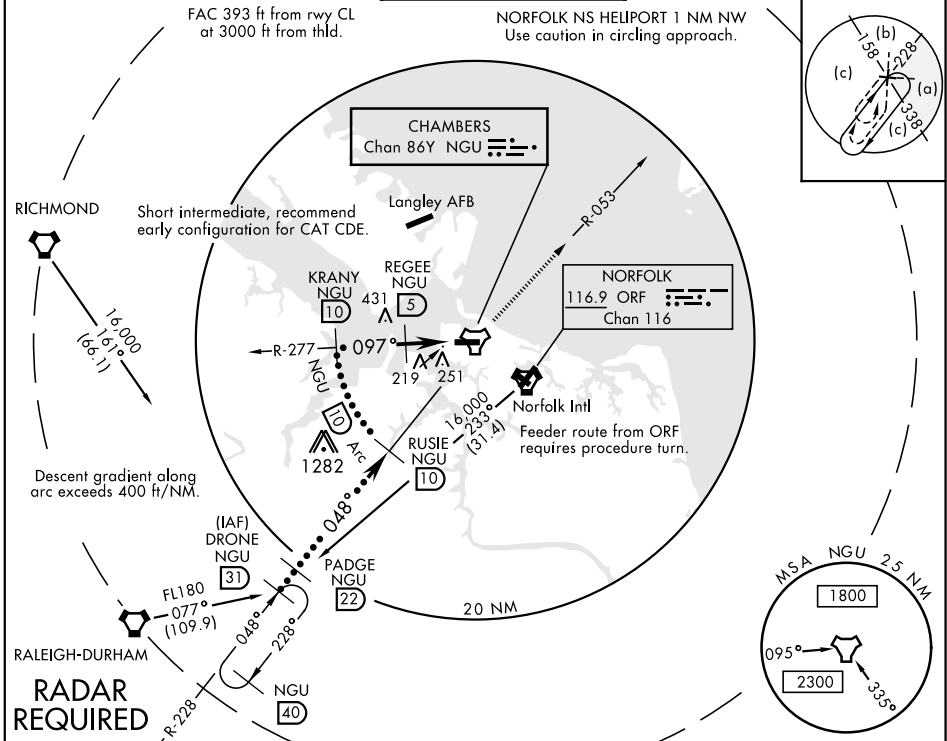 FAC 393 ft from rwy CL
at 3000 ft from thld.
NORFOLK NS HELIPORT 1 NM NW
Use caution in circling approach.
(b)
158
228
(c)
(a)
338
(c)
CHAMBERS
Chan 86Y NGU
RICHMOND
Short intermediate, recommend
early configuration for CAT CDE.
Langley AFB
R-053
KRANY
NGU
10
431
REGEE
NGU
5
NORFOLK
116.9 ORF
Chan 116
16,000
161°
(66.1)
R-277
097°
219
251
NGU
10
Arc
1282
Norfolk Intl
16,000
233°
(31.4)
Feeder route from ORF
requires procedure turn.
RUSIE
NGU
10
Descent gradient along
arc exceeds 400 ft/NM.
048°
(IAF)
DRONE
NGU
31
PADGE
NGU
22
20 NM
FL180
077°
(109.9)
RALEIGH-DURHAM
048°
228°
NGU
40
R-228
RADAR
REQUIRED
MSA NGU 25 NM
1800
095°
2300
335°